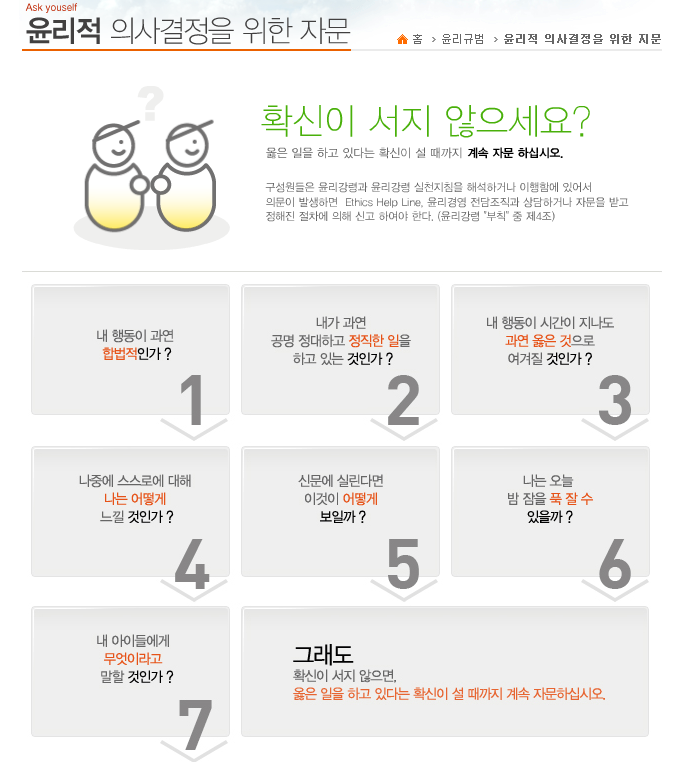 Ask youself
윤리적 의사결정을 위한 자문
홈 > 윤리규범 > 윤리적 의사결정을 위한 자문
?
확신이 서지 않으세요?
옳은 일을 하고 있다는 확신이 설 때까지 계속 자문 하십시오.
구성원들은 윤리강령과 윤리강령 실천지침을 해석하거나 이행함에 있어서
의문이 발생하면 Ethics Help Line, 윤리경영 전담조직과 상담하거나 자문을 받고
정해진 절차에 의해 신고 하여야 한다. (윤리강령 "부칙" 중 제4조)
내 행동이 과연
합법적인가 ?
1
내가 과연
공명 정대하고 정직한 일을
하고 있는 것인가 ?
2
내 행동이 시간이 지나도
과연 옳은 것으로
여겨질 것인가 ?
3
나중에 스스로에 대해
나는 어떻게
느낄 것인가 ?
4
신문에 실린다면
이것이 어떻게
보일까 ?
5
나는 오늘
밤 잠을 푹 잘 수
있을까 ?
6
내 아이들에게
무엇이라고
말할 것인가 ?
7
그래도
확신이 서지 않으면,
옳은 일을 하고 있다는 확신이 설 때까지 계속 자문하십시오.